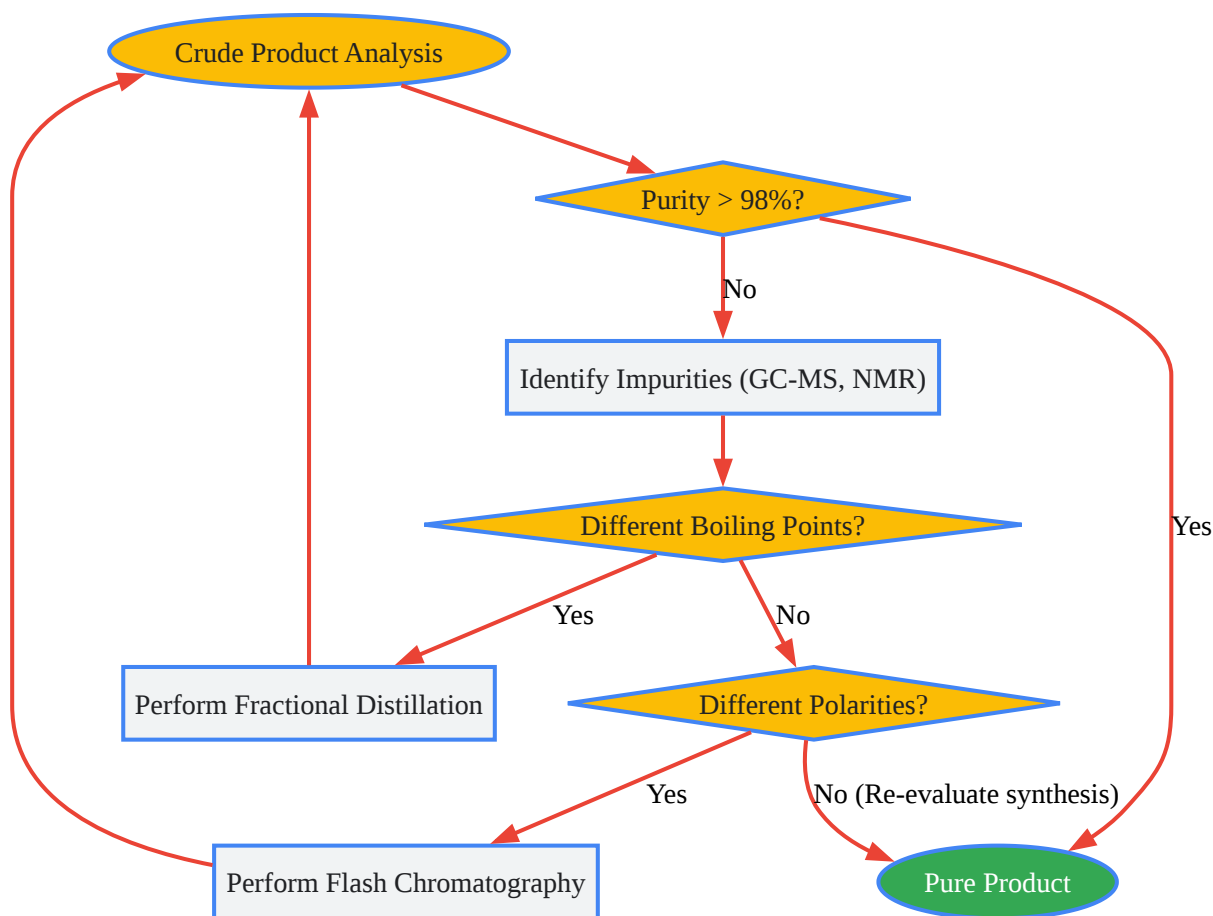 Crude Product Analysis
Purity > 98%?
No
Identify Impurities (GC-MS, NMR)
Different Boiling Points?
Yes
Yes
No
Perform Fractional Distillation
Different Polarities?
Yes
No (Re-evaluate synthesis)
Perform Flash Chromatography
Pure Product